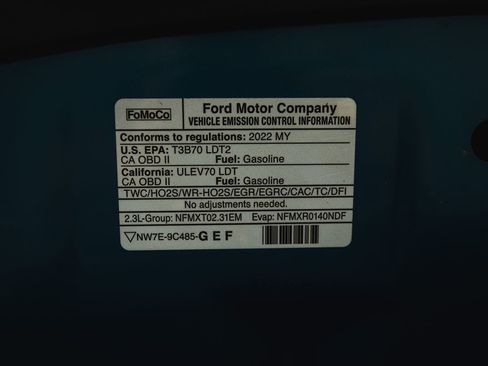 FoMoCo
Ford Motor Company
VEHICLE EMISSION CONTROL INFORMATION
Conforms to regulations: 2022 MY
U.S. EPA: T3B70 LDT2
CA OBD II Fuel: Gasoline
California: ULEV70 LDT
CA OBD II Fuel: Gasoline
TWC/HO2S/WR-HO2S/EGR/EGRC/CAC/TC/DFI
No adjustments needed.
2.3L-Group: NFMXT02.31EM Evap: NFMXR0140NDF
NW7E-9C485-GEF